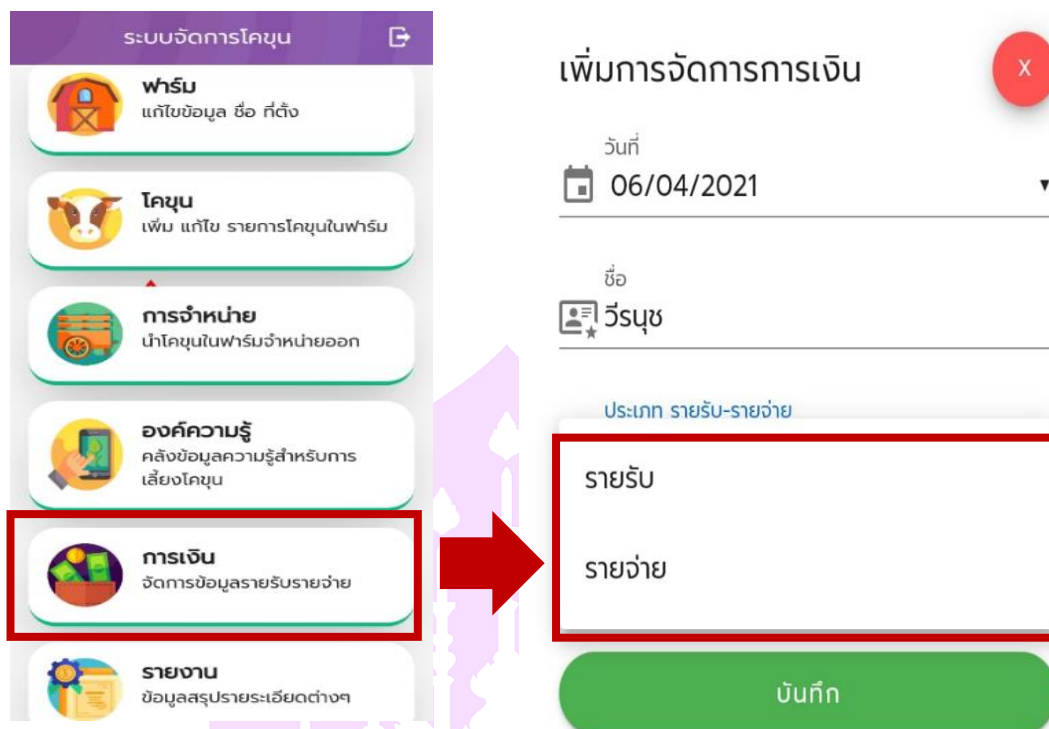 ระบบจัดการโคขุน
ฟาร์ม
แก้ไขข้อมูล ชื่อ ที่ตั้ง
โคขุน
เพิ่ม แก้ไข รายการโคขุนในฟาร์ม
การจำหน่าย
นำโคขุนในฟาร์มจำหน่ายออก
องค์ความรู้
คลังข้อมูลความรู้สำหรับการ
เลี้ยงโคขุน
การเงิน
จัดการข้อมูลรายรับรายจ่าย
รายงาน
ข้อมูลสรุปรายระเอียดต่างๆ
เพิ่มการจัดการการเงิน
X
วันที่
06/04/2021
ชื่อ
วีรนุช
ประเภท รายรับ-รายจ่าย
รายรับ
รายจ่าย
บันทึก